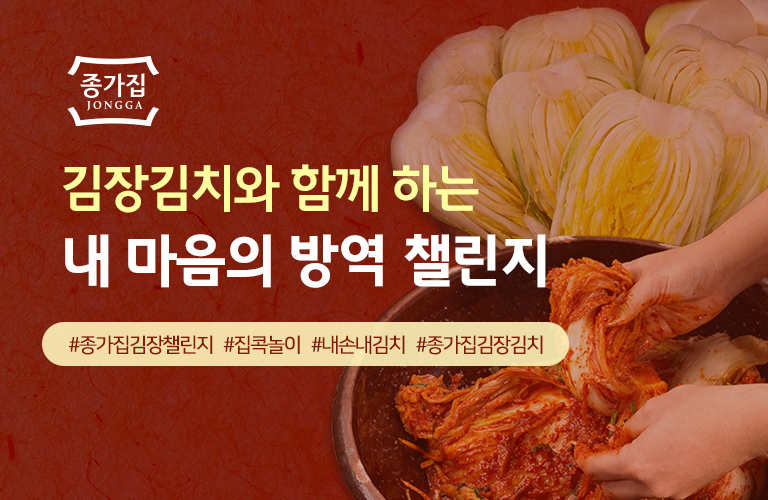 종가집
JONGGA
김장김치와 함께 하는
내 마음의 방역 챌린지
#종가집김장챌린지 #집콕놀이 #내손내김치 #종가집김장김치